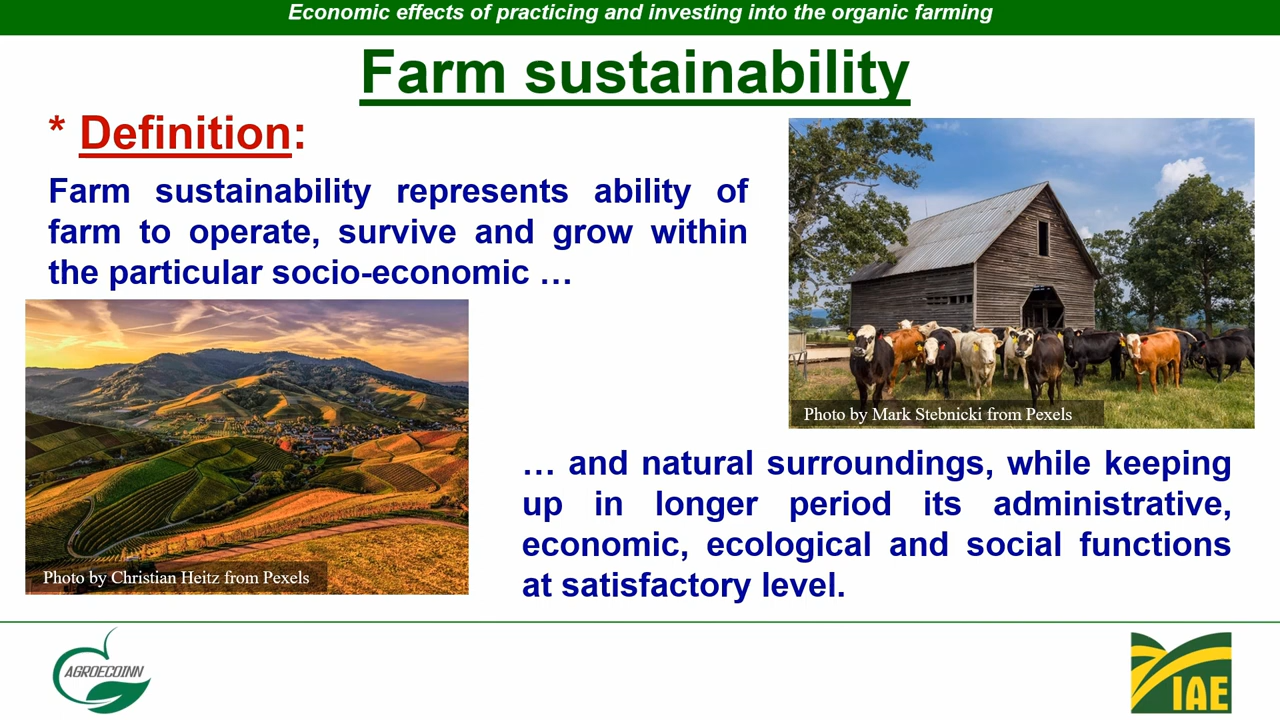 Economic effects of practicing and investing into the organic farming
Farm sustainability
* Definition:
Farm sustainability represents ability of
farm to operate, survive and grow within
the particular socio-economic …
Photo by Mark Stebnicki from Pexels
Photo by Christian Heitz from Pexels
… and natural surroundings, while keeping
up in longer period its administrative,
economic, ecological and social functions
at satisfactory level.
AGROECOINN
IAE